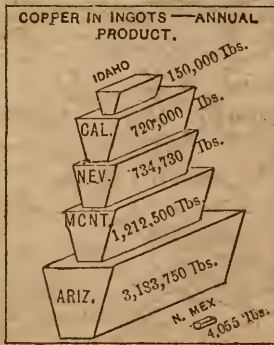 COPPER IN INGOTS — ANNUAL
PRODUCT.
IDAHO 150,000 Lbs.
CAL. 720,000 Lbs.
NEV. 734,730 Lbs.
MONT. 1,212,500 Lbs.
ARIZ. 3,183,750 Lbs.
N. MEX
4,055 Lbs.